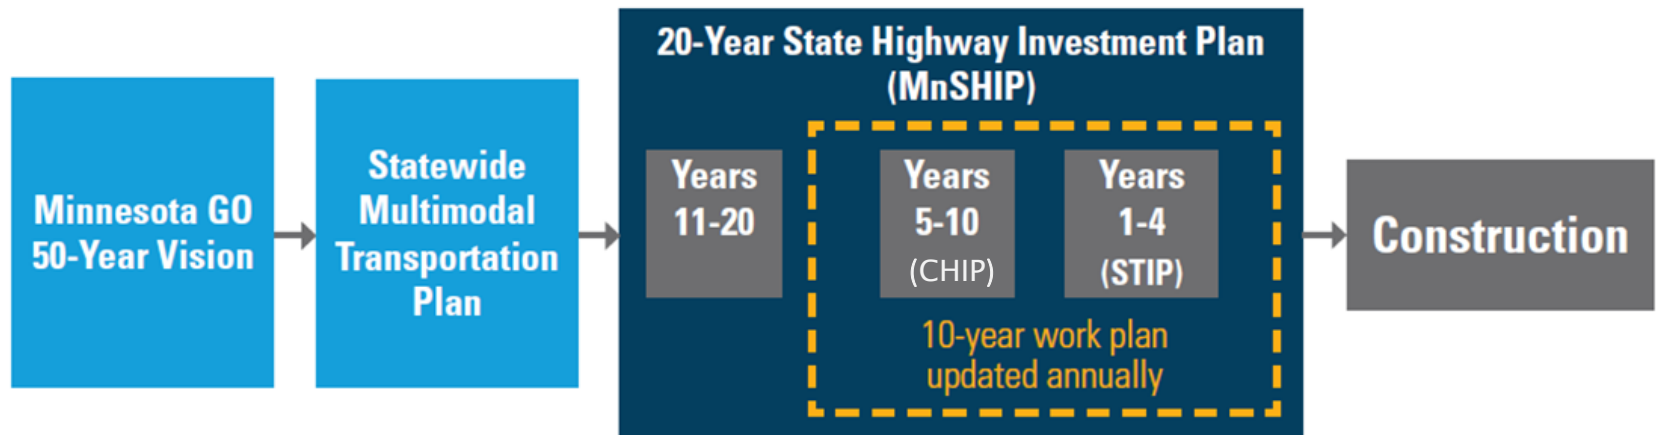 Minnesota GO
50-Year Vision
Statewide
Multimodal
Transportation
Plan
20-Year State Highway Investment Plan
(MnSHIP)
Years
11-20
Years
5-10
(CHIP)
Years
1-4
(STIP)
10-year work plan
updated annually
Construction